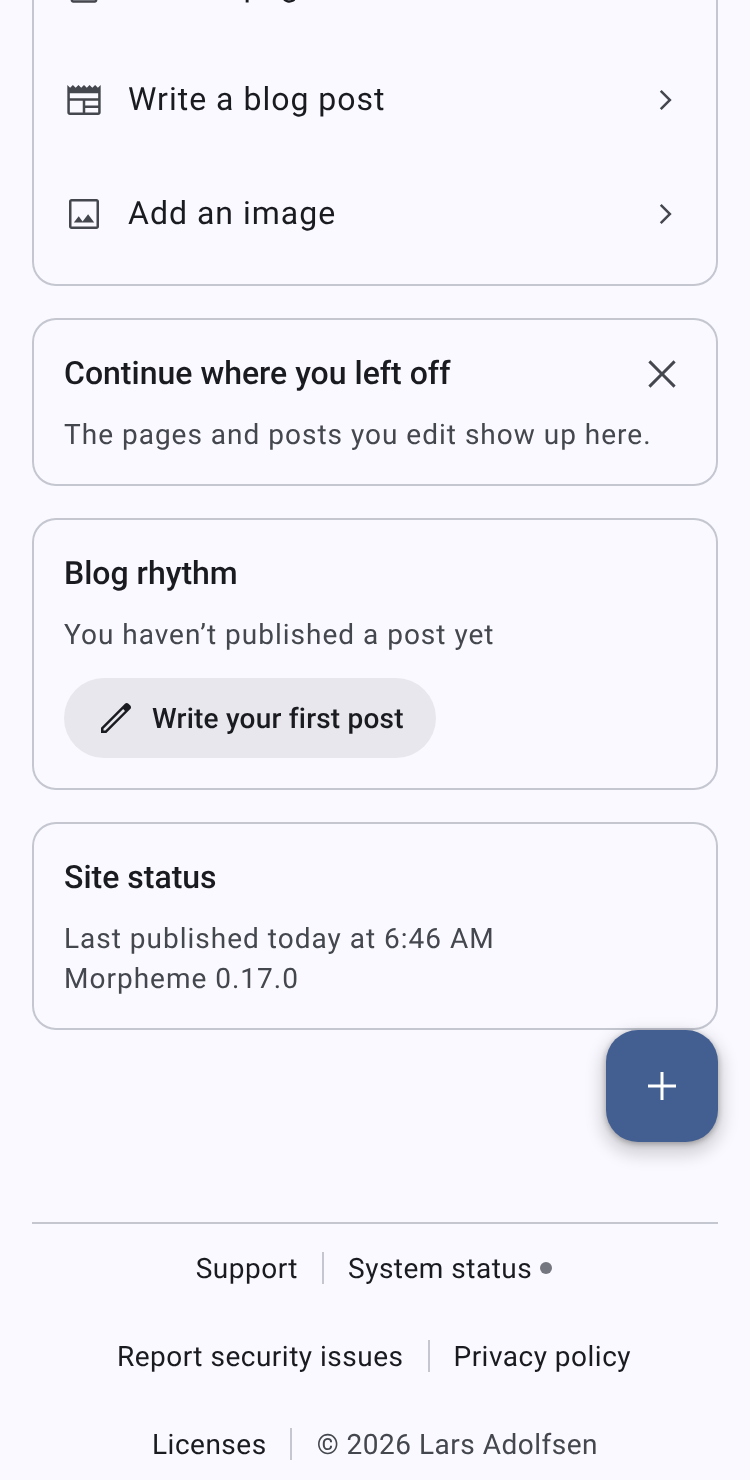 Write a blog post
Add an image
Continue where you left off
The pages and posts you edit show up here.
Blog rhythm
You haven’t published a post yet
Write your first post
Site status
Last published today at 6:46 AM
Morpheme 0.17.0
Support
System status
Report security issues
Privacy policy
Licenses
© 2026 Lars Adolfsen